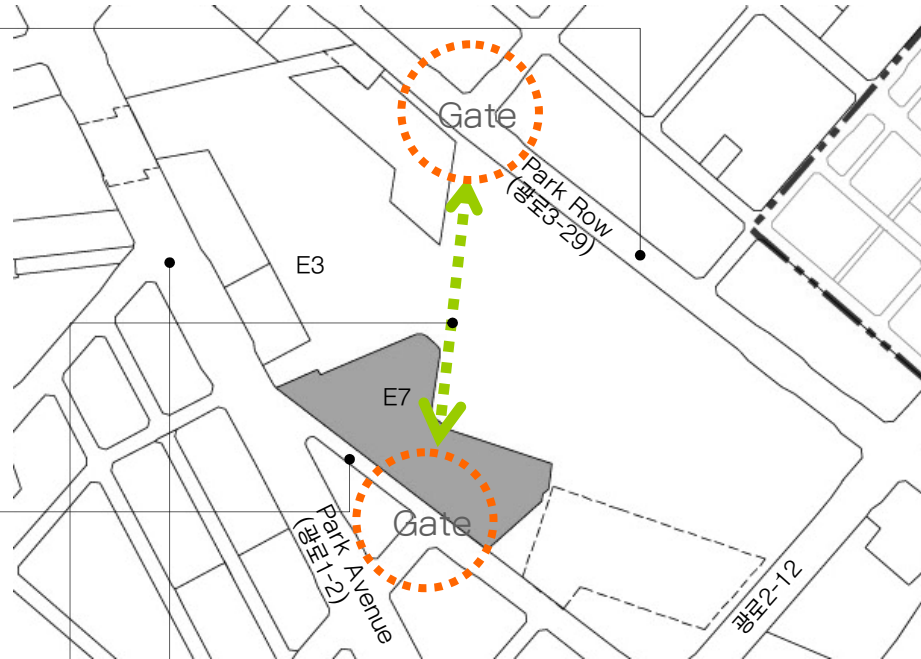 Gate
Park Row
(광로3-29)
E3
E7
Gate
Park Avenue
(광로1-2)
광로2-12